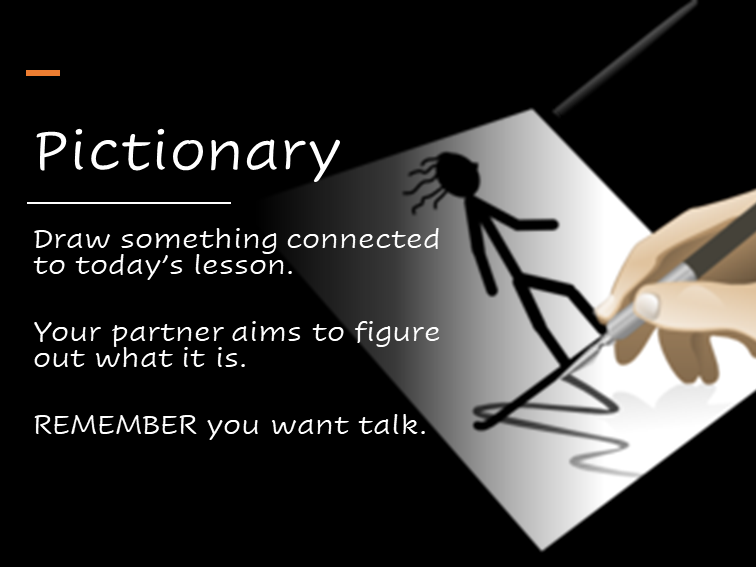 Pictionary
Draw something connected
to today’s lesson.
Your partner aims to figure
out what it is.
REMEMBER you want talk.